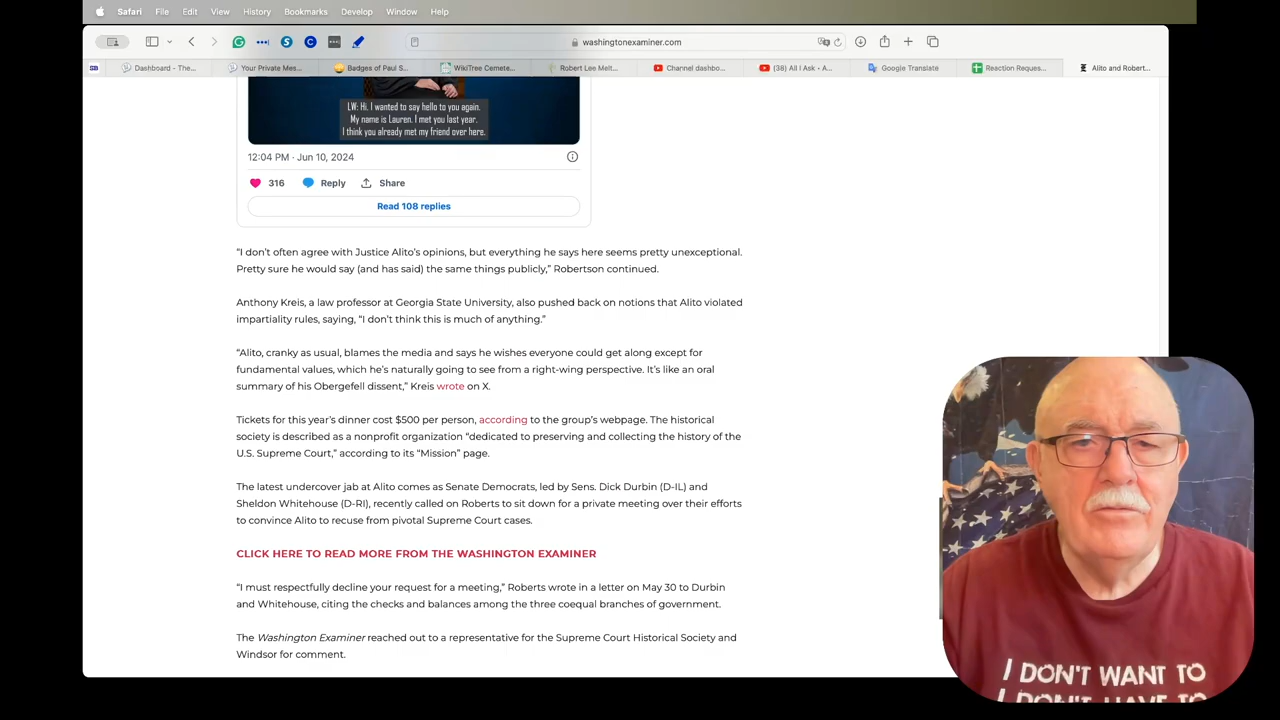 Safari File Edit View History Bookmarks Develop Window Help
washingtonexaminer.com
Dashboard - The... Your Private Mes... Badges of Paul S... WikiTree Cemete... Robert Lee Melt... Channel dashbo... (38) All I Ask • A... Google Translate Reaction Reques... Alito and Robert...
LW: Hi. I wanted to say hello to you again.
My name is Lauren. I met you last year.
I think you already met my friend over here.
12:04 PM · Jun 10, 2024
316 Reply Share
Read 108 replies
“I don’t often agree with Justice Alito’s opinions, but everything he says here seems pretty unexceptional.
Pretty sure he would say (and has said) the same things publicly,” Robertson continued.
Anthony Kreis, a law professor at Georgia State University, also pushed back on notions that Alito violated
impartiality rules, saying, “I don’t think this is much of anything.”
“Alito, cranky as usual, blames the media and says he wishes everyone could get along except for
fundamental values, which he’s naturally going to see from a right-wing perspective. It’s like an oral
summary of his Obergefell dissent,” Kreis wrote on X.
Tickets for this year’s dinner cost $500 per person, according to the group’s webpage. The historical
society is described as a nonprofit organization “dedicated to preserving and collecting the history of the
U.S. Supreme Court,” according to its “Mission” page.
The latest undercover jab at Alito comes as Senate Democrats, led by Sens. Dick Durbin (D-IL) and
Sheldon Whitehouse (D-RI), recently called on Roberts to sit down for a private meeting over their efforts
to convince Alito to recuse from pivotal Supreme Court cases.
CLICK HERE TO READ MORE FROM THE WASHINGTON EXAMINER
“I must respectfully decline your request for a meeting,” Roberts wrote in a letter on May 30 to Durbin
and Whitehouse, citing the checks and balances among the three coequal branches of government.
The Washington Examiner reached out to a representative for the Supreme Court Historical Society and
Windsor for comment.
I DON'T WANT TO
I DON'T HAVE TO